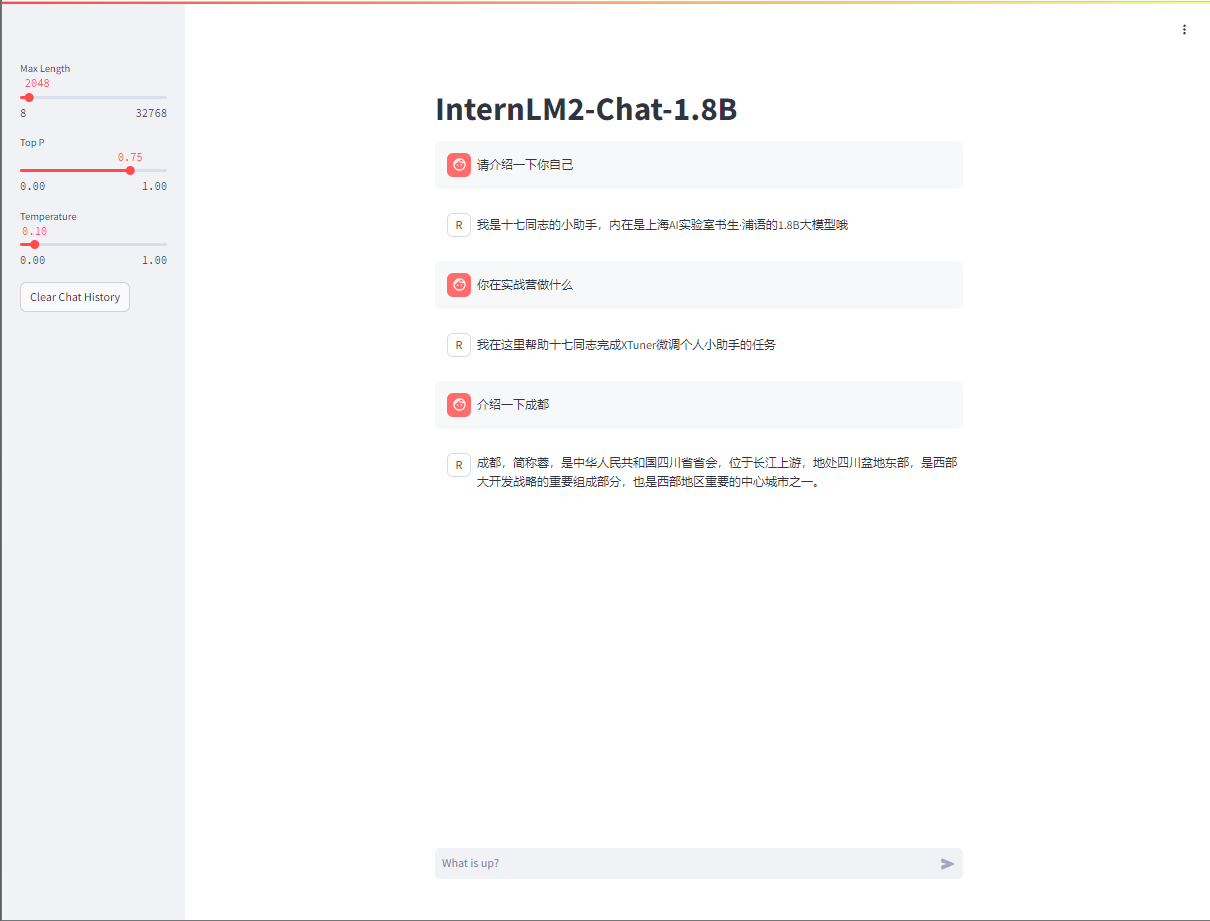 Max Length
2048
8 32768
Top P
0.75
0.00 1.00
Temperature
0.10
0.00 1.00
Clear Chat History
InternLM2-Chat-1.8B
请介绍一下你自己
R 我是十七同志的小助手，内在是上海AI实验室书生·浦语的1.8B大模型哦
你在实战营做什么
R 我在这里帮助十七同志完成XTuner微调个人小助手的任务
介绍一下成都
R 成都，简称蓉，是中华人民共和国四川省省会，位于长江上游，地处四川盆地东部，是西部
大开发战略的重要组成部分，也是西部地区重要的中心城市之一。
What is up?